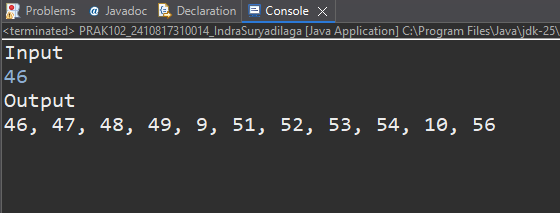 Problems @ Javadoc Declaration Console
<terminated> PRAK102_2410817310014_IndraSuryadilaga [Java Application] C:\Program Files\Java\jdk-25\
Input
46
Output
46, 47, 48, 49, 9, 51, 52, 53, 54, 10, 56